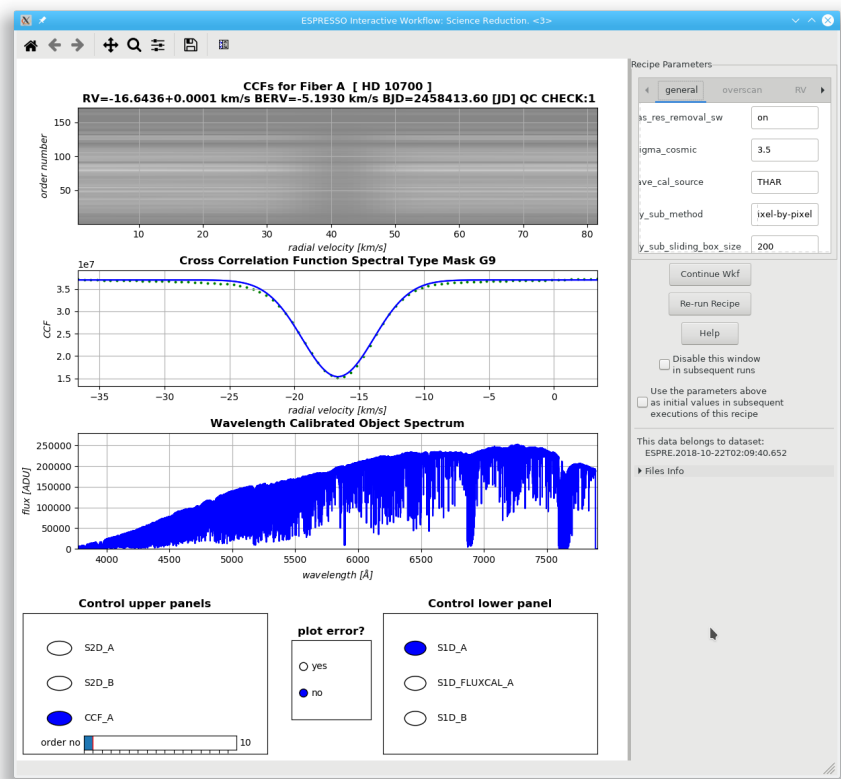 ESPRESSO Interactive Workflow: Science Reduction. <3>
CCFs for Fiber A [ HD 10700 ]
RV=-16.6436+0.0001 km/s BERV=-5.1930 km/s BJD=2458413.60 [JD] QC CHECK:1
order number
150
100
50
10 20 30 40 50 60 70 80
radial velocity [km/s]
Cross Correlation Function Spectral Type Mask G9
1e7
CCF
3.5
3.0
2.5
2.0
1.5
−35 −30 −25 −20 −15 −10 −5 0
radial velocity [km/s]
Wavelength Calibrated Object Spectrum
flux [ADU]
250000
200000
150000
100000
50000
0
4000 4500 5000 5500 6000 6500 7000 7500
wavelength [Å]
Control upper panels
S2D_A
S2D_B
CCF_A
order no 10
plot error?
yes
no
Control lower panel
S1D_A
S1D_FLUXCAL_A
S1D_B
Recipe Parameters
general overscan RV
as_res_removal_sw on
igma_cosmic 3.5
ave_cal_source THAR
y_sub_method ixel-by-pixel
y_sub_sliding_box_size 200
Continue Wkf
Re-run Recipe
Help
Disable this window
in subsequent runs
Use the parameters above
as initial values in subsequent
executions of this recipe
This data belongs to dataset:
ESPRE.2018-10-22T02:09:40.652
Files Info